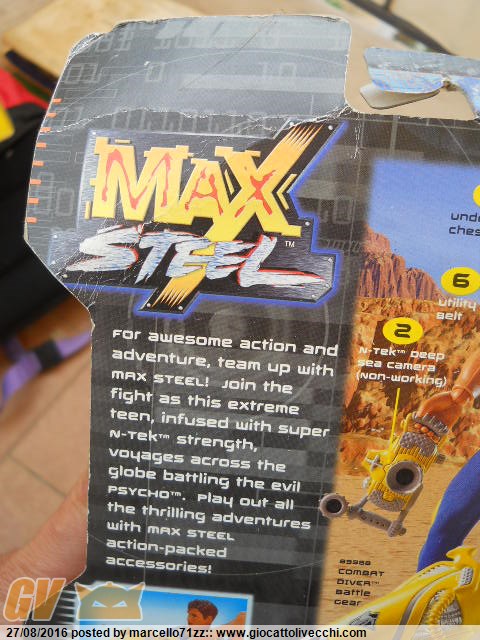 MAX
STEEL™
For awesome action and
adventure, team up with
MAX STEEL! Join the
fight as this extreme
teen, infused with super
N-TEK™ strength,
voyages across the
globe battling the evil
PSYCHO™. Play out all
the thrilling adventures
with MAX STEEL
action-packed
accessories!
6
utility
belt
2
N-TEK™ Deep
sea camera
(non-working)
COMBAT
DIVER™
Battle
Gear
GV
27/08/2016 posted by marcello71zz:: www.giocattolivecchi.com